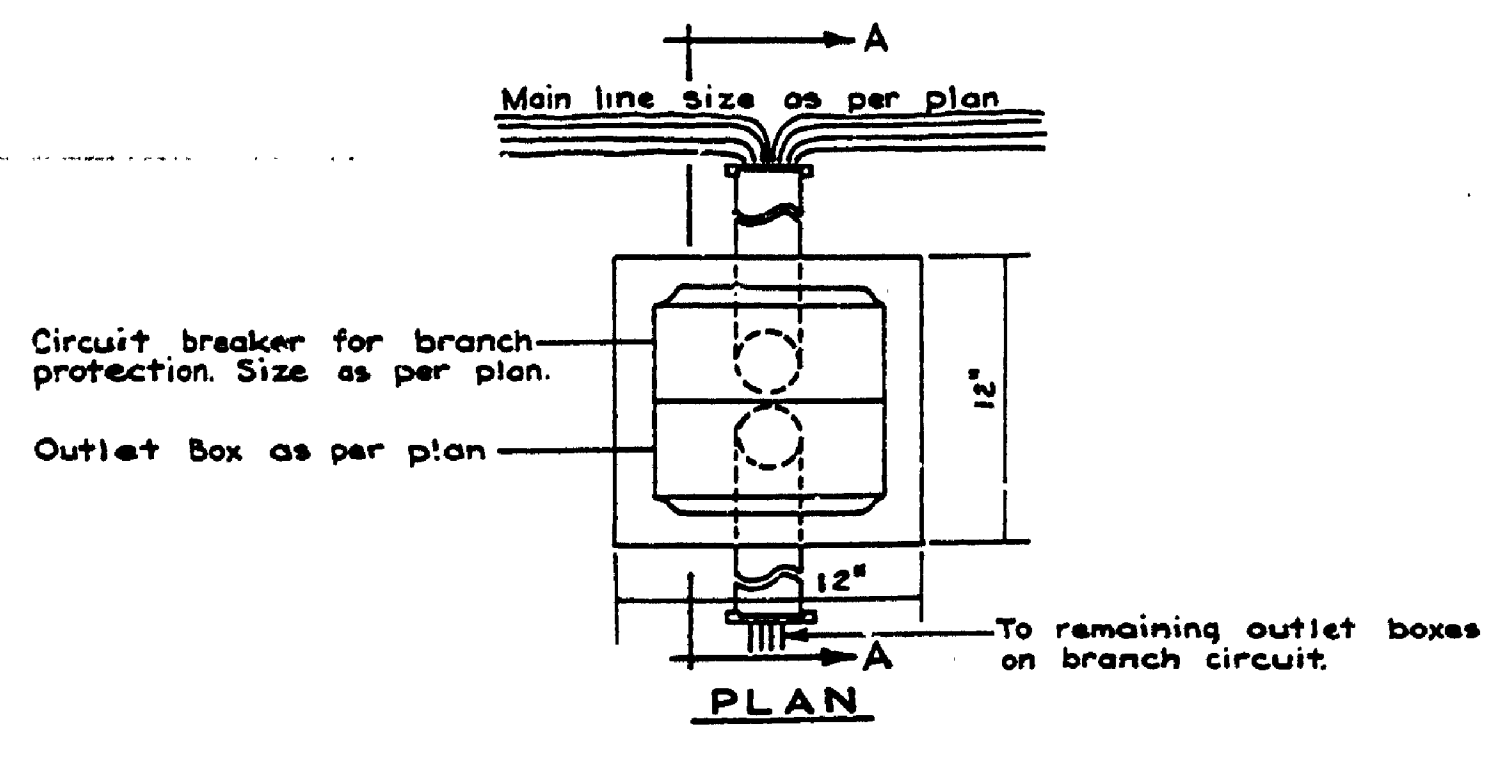 A
Main line size as per plan
Circuit breaker for branch
protection. Size as per plan.
12"
Outlet Box as per plan
12"
To remaining outlet boxes
on branch circuit.
A
PLAN